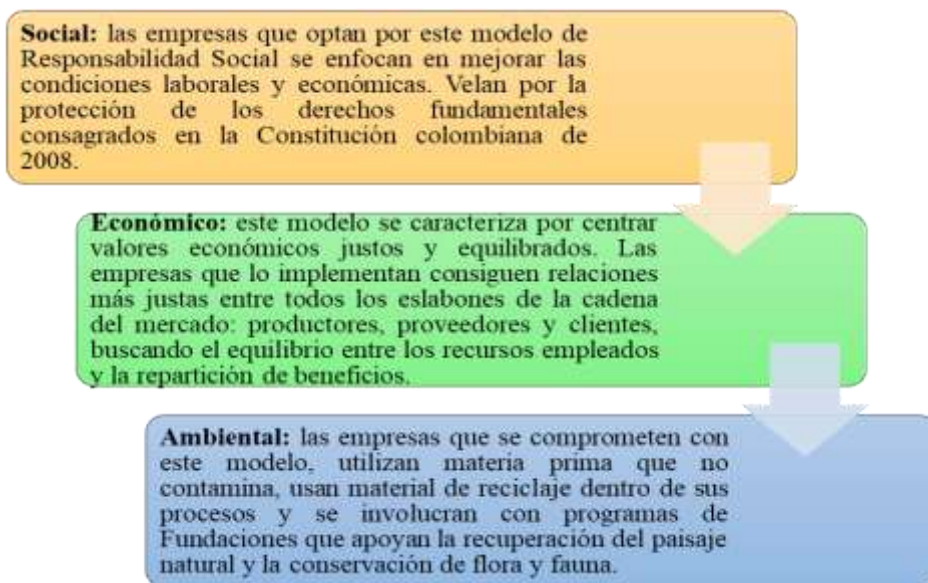 Social: las empresas que optan por este modelo de
Responsabilidad Social se enfocan en mejorar las
condiciones laborales y económicas. Velan por la
protección de los derechos fundamentales
consagrados en la Constitución colombiana de
2008.
Económico: este modelo se caracteriza por centrar
valores económicos justos y equilibrados. Las
empresas que lo implementan consiguen relaciones
más justas entre todos los eslabones de la cadena
del mercado: productores, proveedores y clientes,
buscando el equilibrio entre los recursos empleados
y la repartición de beneficios.
Ambiental: las empresas que se comprometen con
este modelo, utilizan materia prima que no
contamina, usan material de reciclaje dentro de sus
procesos y se involucran con programas de
Fundaciones que apoyan la recuperación del paisaje
natural y la conservación de flora y fauna.